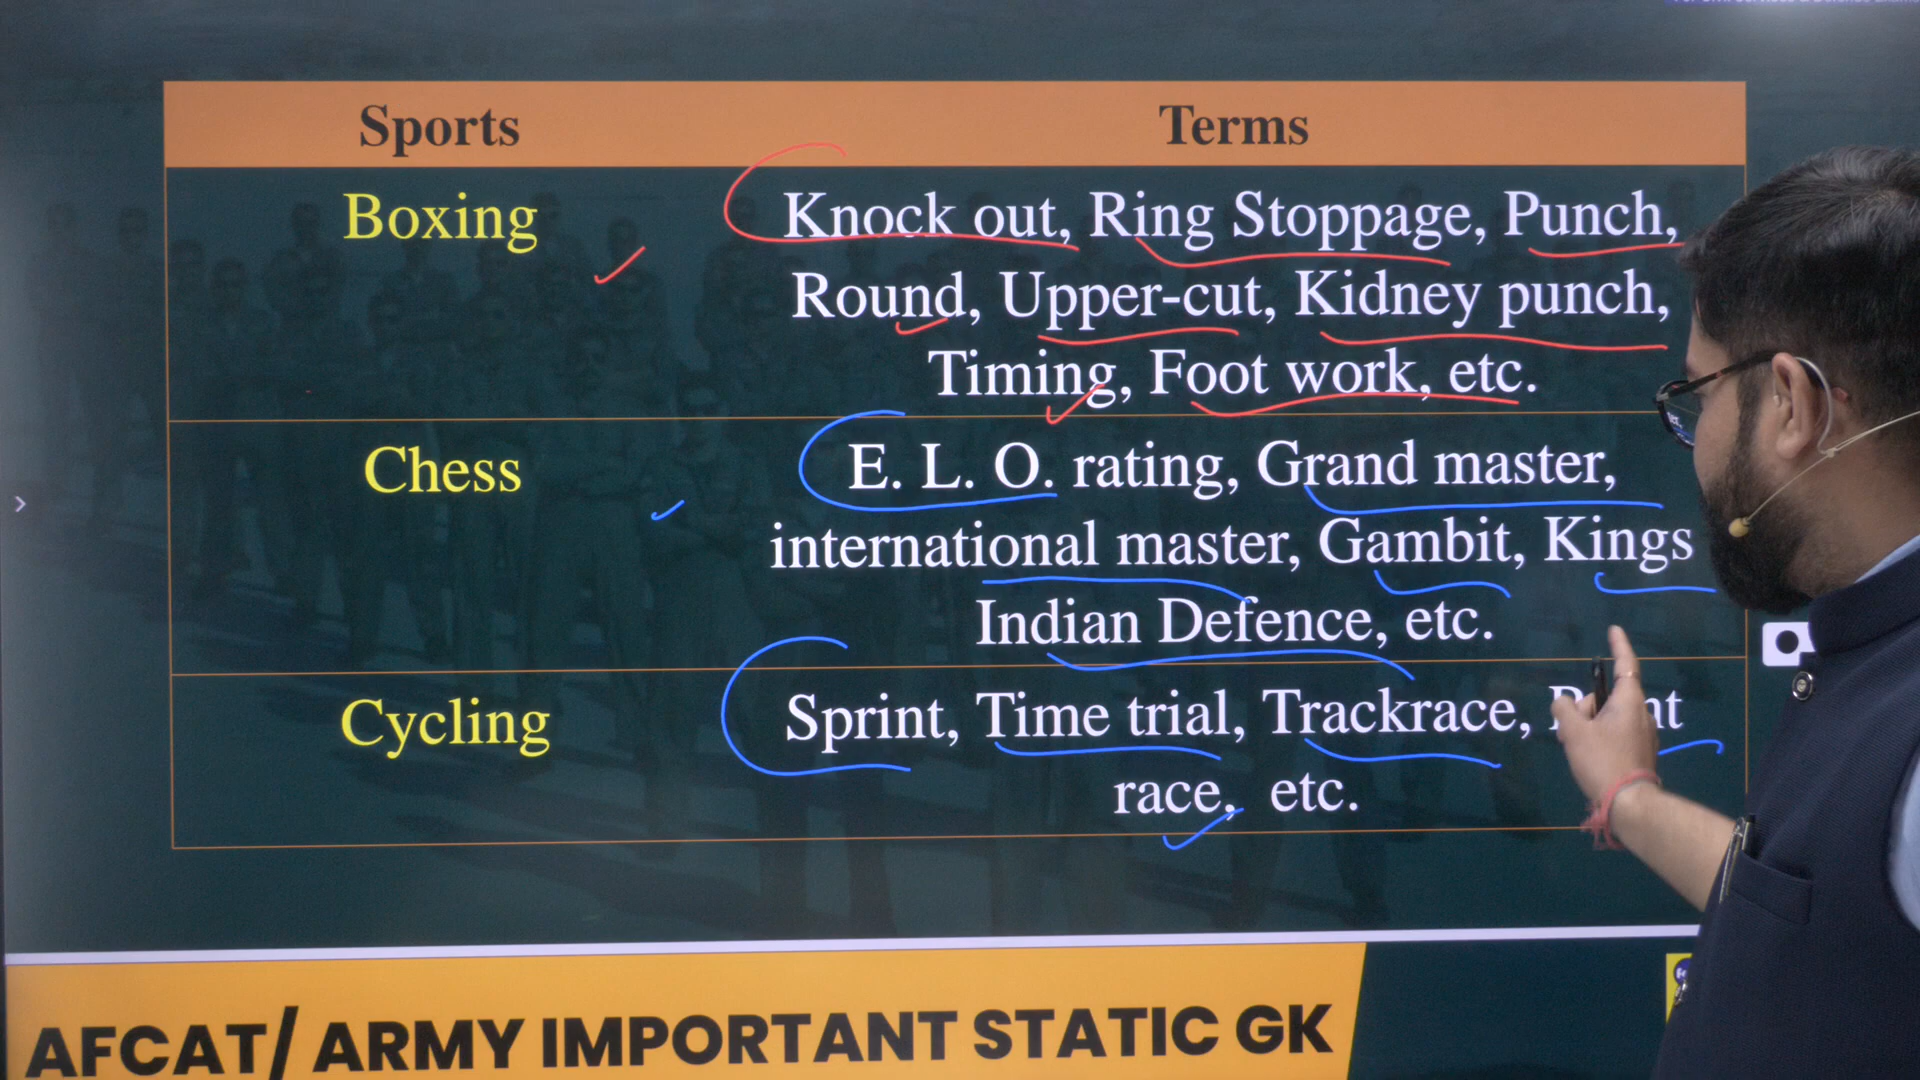 Sports Terms
Boxing Knock out, Ring Stoppage, Punch,
Round, Upper-cut, Kidney punch,
Timing, Foot work, etc.
Chess E. L. O. rating, Grand master,
international master, Gambit, Kings
Indian Defence, etc.
Cycling Sprint, Time trial, Trackrace,
race, etc.
AFCAT/ ARMY IMPORTANT STATIC GK